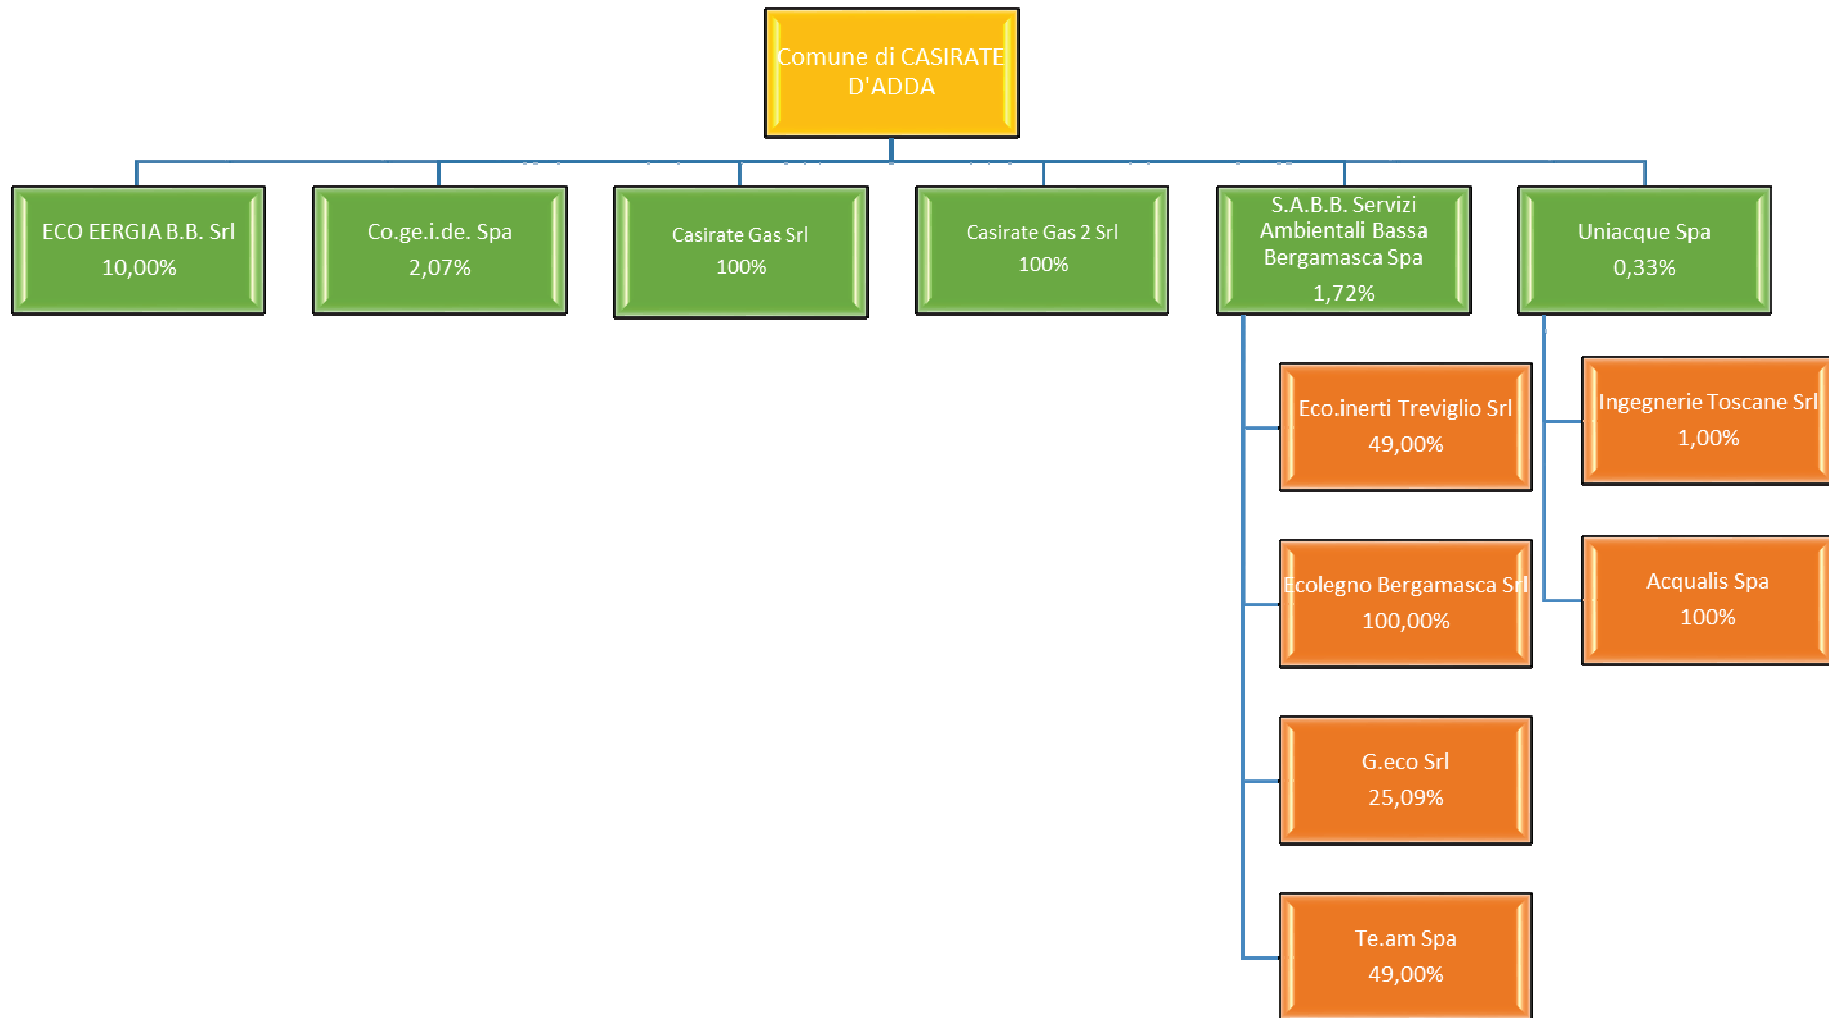 Comune di CASIRATE
D'ADDA
ECO EERGIA B.B. Srl
10,00%
Co.ge.i.de. Spa
2,07%
Casirate Gas Srl
100%
Casirate Gas 2 Srl
100%
S.A.B.B. Servizi
Ambientali Bassa
Bergamasca Spa
1,72%
Uniacque Spa
0,33%
Eco.inerti Treviglio Srl
49,00%
Ecolegno Bergamasca Srl
100,00%
G.eco Srl
25,09%
Te.am Spa
49,00%
Ingegnerie Toscane Srl
1,00%
Acqualis Spa
100%